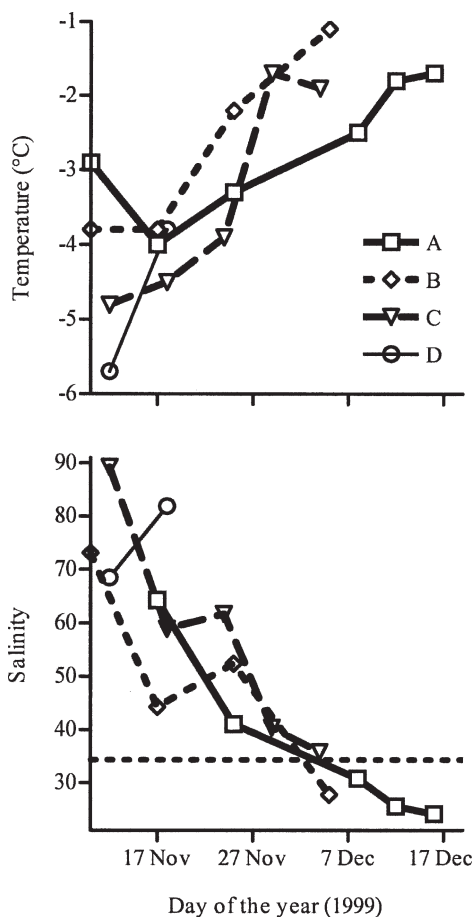 -1
-2
-3
-4
-5
-6
Temperature (°C)
A
B
C
D
90
80
70
60
50
40
30
Salinity
17 Nov 27 Nov 7 Dec 17 Dec
Day of the year (1999)